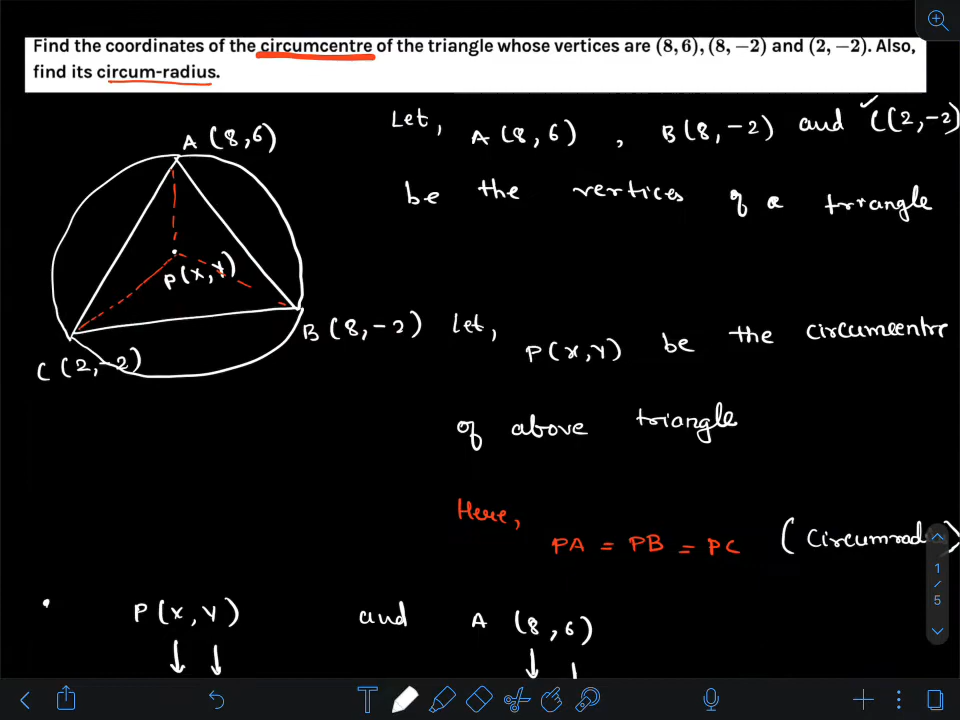 Find the coordinates of the circumcentre of the triangle whose vertices are (8, 6), (8, −2) and (2, −2). Also,
find its circum-radius.
Let, A (8,6) , B(8,-2) and C(2,-2)
A (8,6)
be the vertices of a triangle
P(x,y)
B (8,-2)
C (2,-2)
Let, P(x,y) be the circumcentre
of above triangle
Here,
PA = PB = PC (Circumrad
P(x,y) and A (8,6)
1
/
5
T